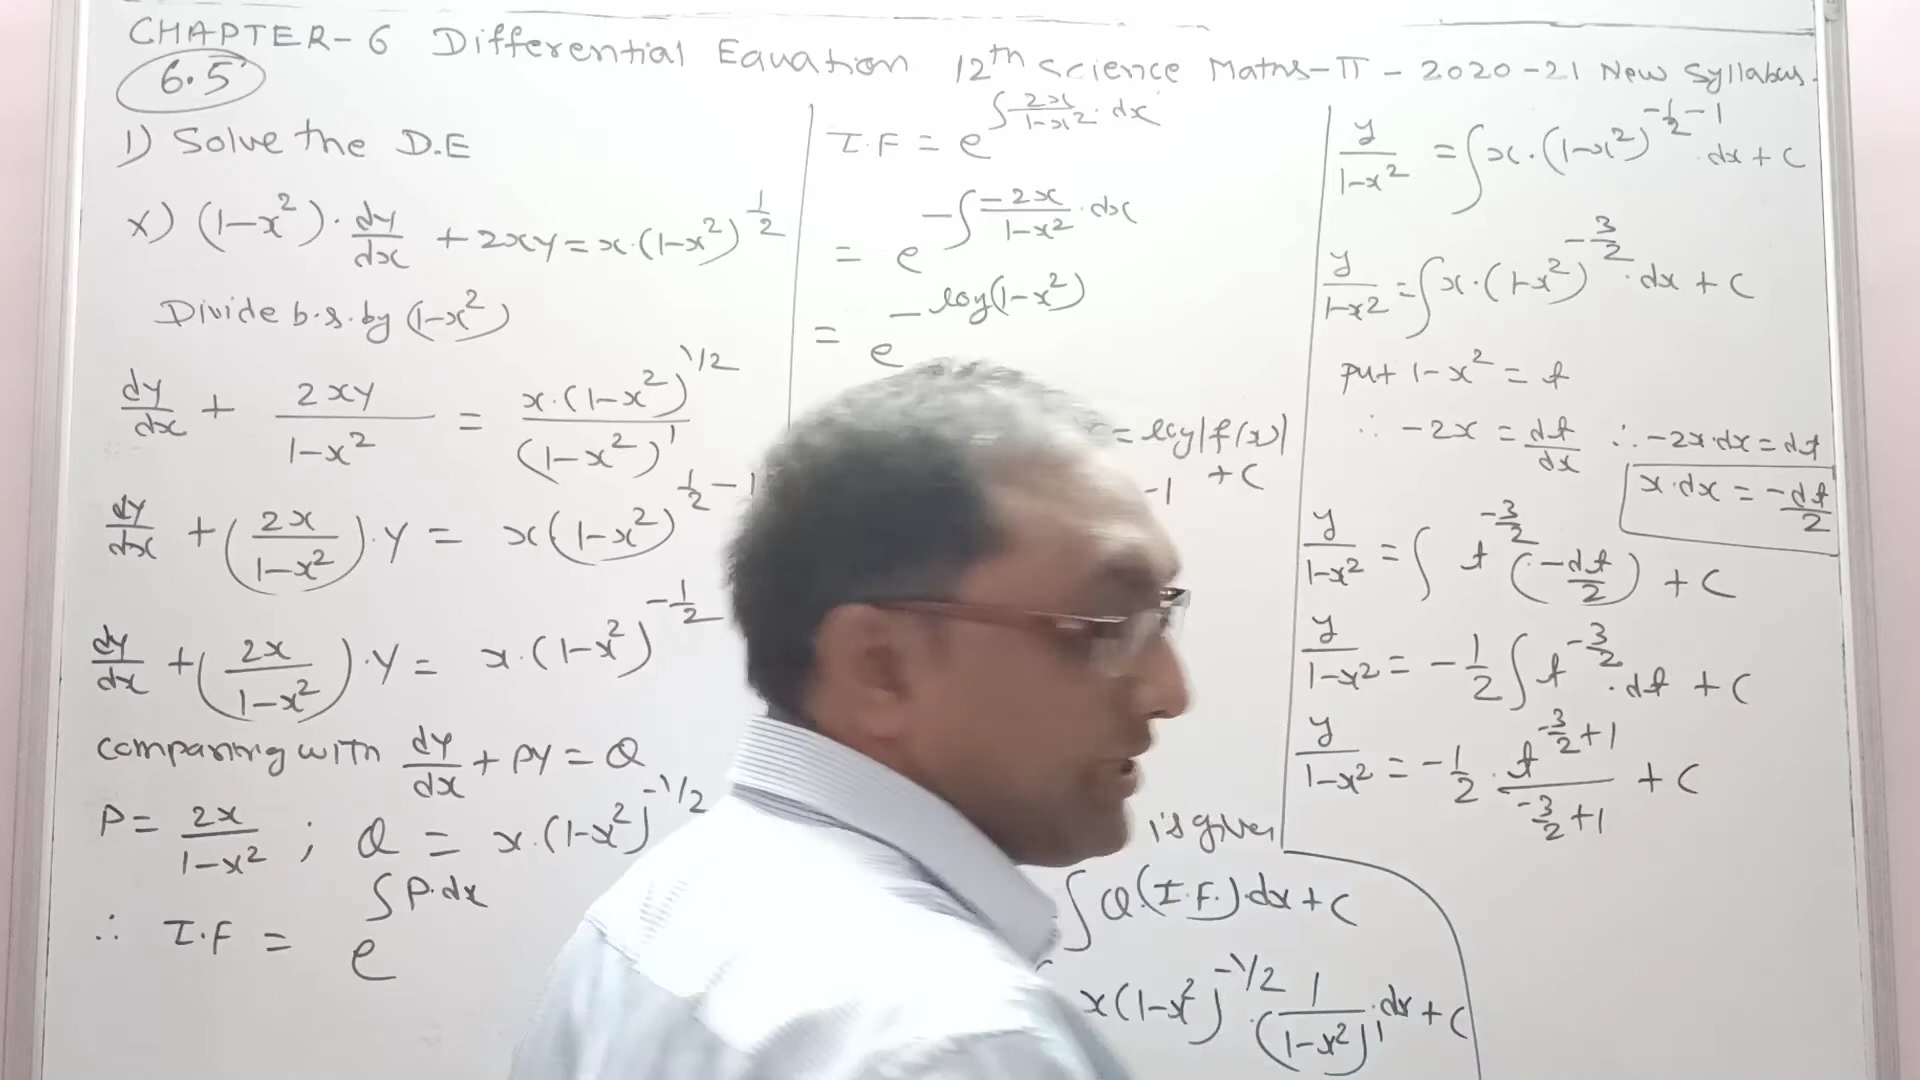 CHAPTER-6 Differential Equation 12th Science Maths-II - 2020-21 New Syllabus.
6.5
1) Solve the D.E
x) (1-x²)·dy/dx + 2xy = x·(1-x²)^1/2
Divide b.s. by (1-x²)
dy/dx + 2xy/(1-x²) = x·(1-x²)^1/2/(1-x²)^1
dy/dx + (2x/(1-x²))·y = x(1-x²)^1/2-1
dy/dx + (2x/(1-x²))·y = x·(1-x²)^-1/2
comparing with dy/dx + py = Q
P = 2x/(1-x²) ; Q = x·(1-x²)^-1/2
∴ I.F = e^∫P·dx
I.F = e^∫2x/(1-x²)·dx
= e^-∫-2x/(1-x²)·dx
= e^-log(1-x²)
= log|f(x)|
+ C
-1
is given
∫Q·(I.F.)·dx + C
x(1-x²)^-1/2·1/(1-x²)^1·dx + C
y/(1-x²) = ∫x·(1-x²)^-1/2-1·dx + C
y/(1-x²) = ∫x·(1-x²)^-3/2·dx + C
put 1-x² = t
∴ -2x = dt/dx ∴ -2x·dx = dt
x·dx = -dt/2
y/(1-x²) = ∫ t^-3/2 (-dt/2) + C
y/(1-x²) = -1/2 ∫t^-3/2·dt + C
y/(1-x²) = -1/2·t^-3/2+1/(-3/2+1) + C